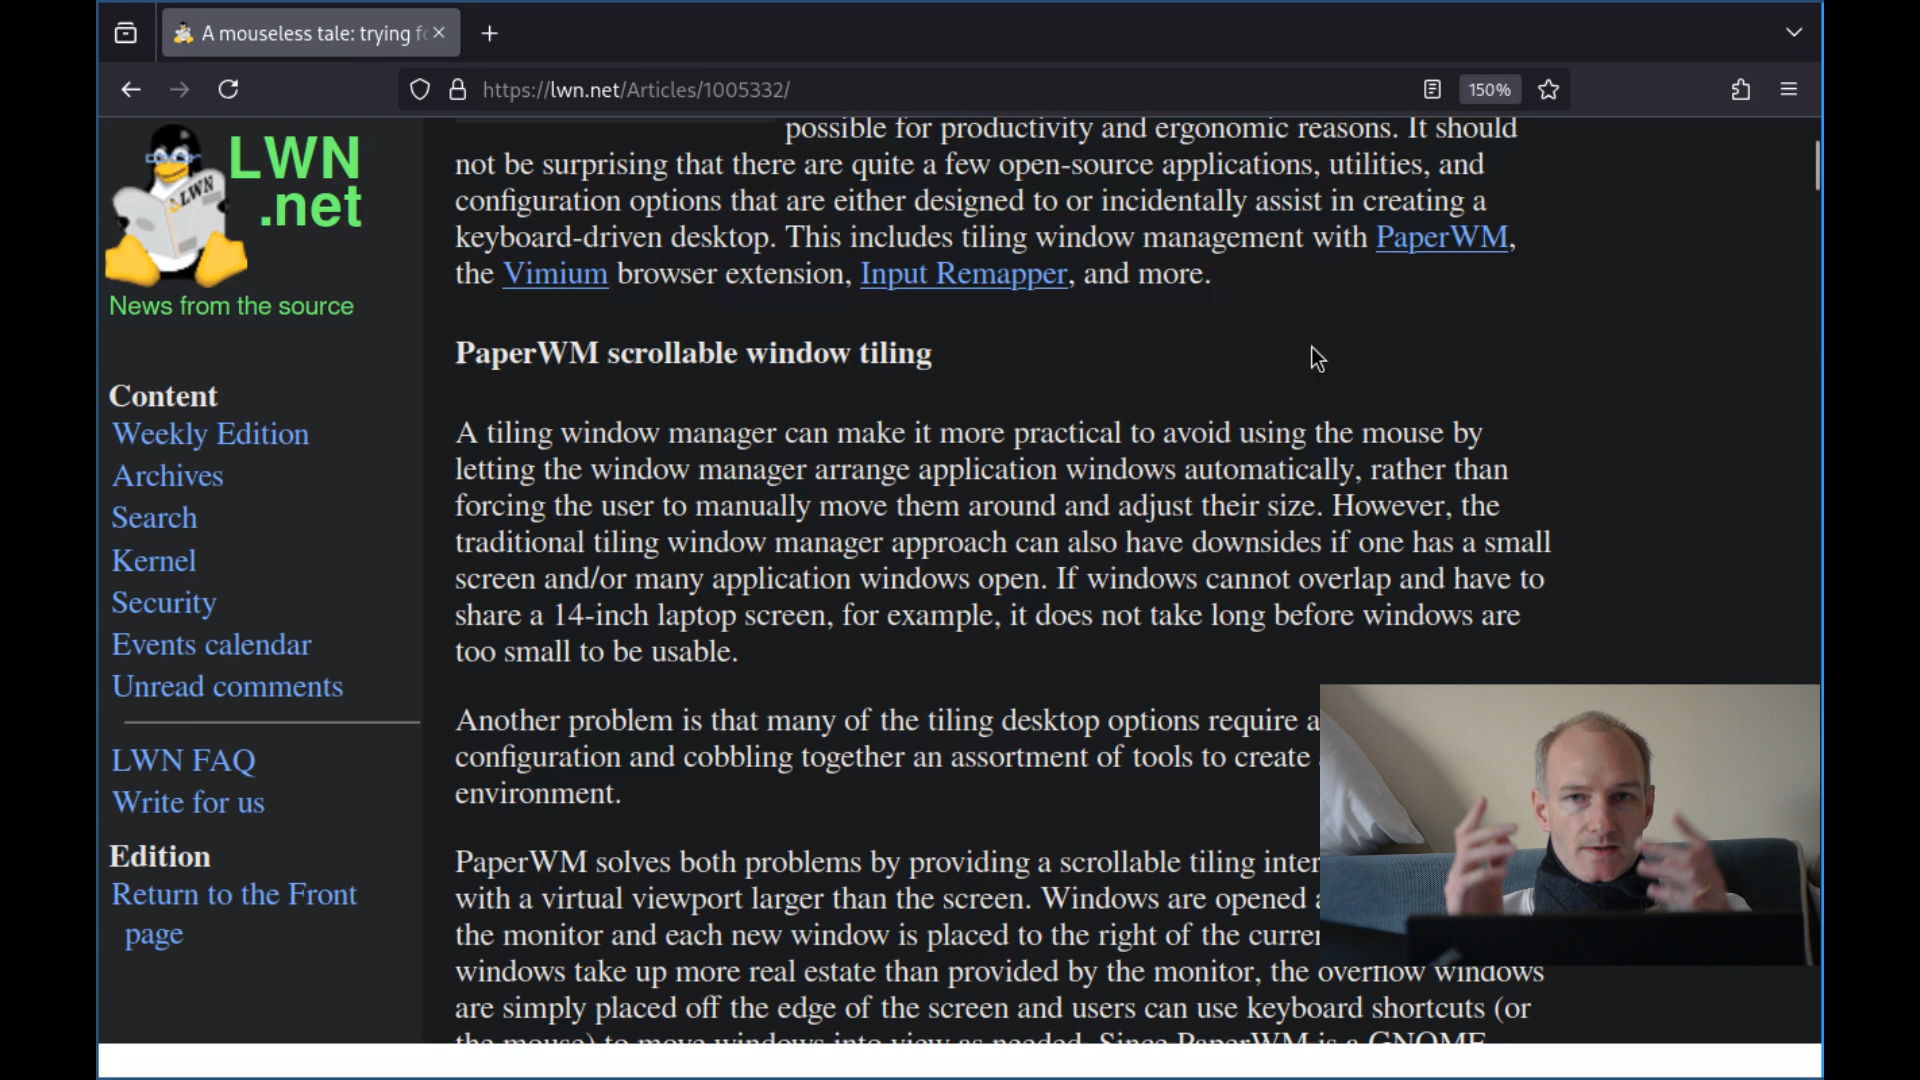 A mouseless tale: trying fo
https://lwn.net/Articles/1005332/
150%
LWN
.net
LWN
News from the source
Content
Weekly Edition
Archives
Search
Kernel
Security
Events calendar
Unread comments
LWN FAQ
Write for us
Edition
Return to the Front
page
possible for productivity and ergonomic reasons. It should
not be surprising that there are quite a few open-source applications, utilities, and
configuration options that are either designed to or incidentally assist in creating a
keyboard-driven desktop. This includes tiling window management with PaperWM,
the Vimium browser extension, Input Remapper, and more.
PaperWM scrollable window tiling
A tiling window manager can make it more practical to avoid using the mouse by
letting the window manager arrange application windows automatically, rather than
forcing the user to manually move them around and adjust their size. However, the
traditional tiling window manager approach can also have downsides if one has a small
screen and/or many application windows open. If windows cannot overlap and have to
share a 14-inch laptop screen, for example, it does not take long before windows are
too small to be usable.
Another problem is that many of the tiling desktop options require a
configuration and cobbling together an assortment of tools to create
environment.
PaperWM solves both problems by providing a scrollable tiling inter
with a virtual viewport larger than the screen. Windows are opened a
the monitor and each new window is placed to the right of the curren
windows take up more real estate than provided by the monitor, the overflow windows
are simply placed off the edge of the screen and users can use keyboard shortcuts (or
the mouse) to move windows into view as needed. Since PaperWM is a GNOME